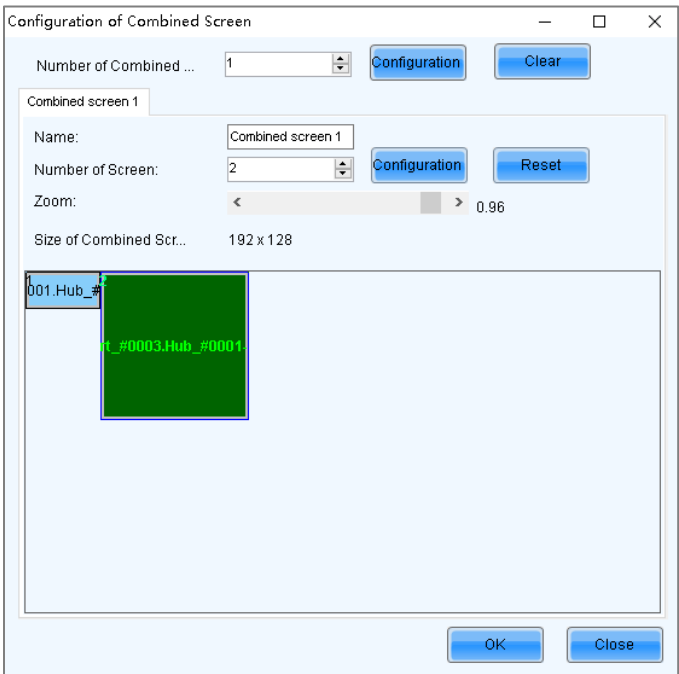 Configuration of Combined Screen
Number of Combined ... 1 Configuration Clear
Combined screen 1
Name: Combined screen 1
Number of Screen: 2 Configuration Reset
Zoom: 0.96
Size of Combined Scr... 192 x 128
1 2
001.Hub_#
rt_#0003.Hub_#0001-
OK Close